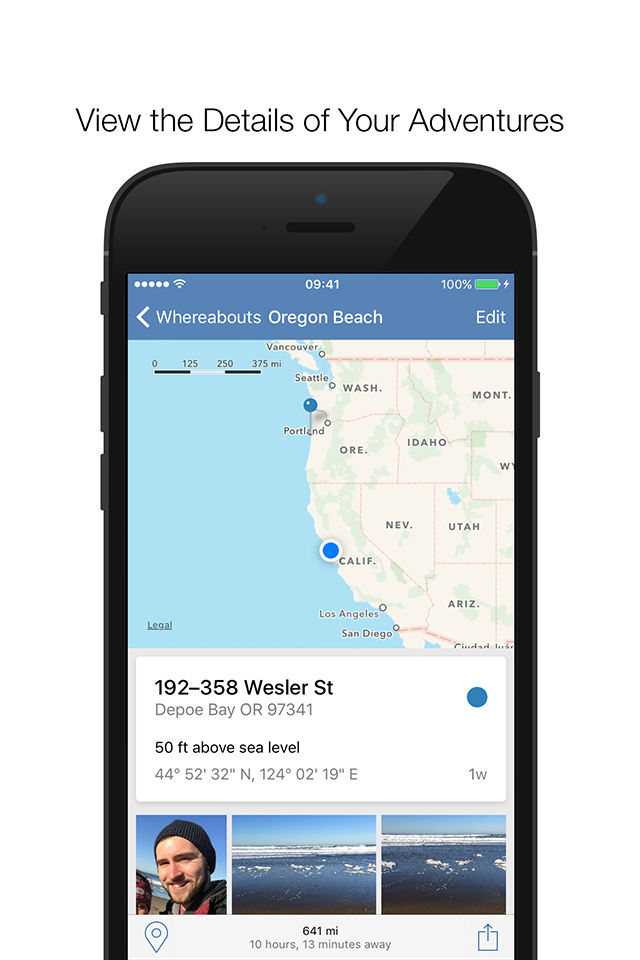 View the Details of Your Adventures
09:41
100%
Whereabouts Oregon Beach Edit
Vancouver
0 125 250 375 mi
Seattle
WASH.
MONT.
Portland
IDAHO
ORE.
WY
NEV.
UTAH
CALIF.
ARIZ.
Los Angeles
Legal
San Diego
Ciudad Juár
192–358 Wesler St
Depoe Bay OR 97341
50 ft above sea level
44° 52' 32" N, 124° 02' 19" E 1w
641 mi
10 hours, 13 minutes away